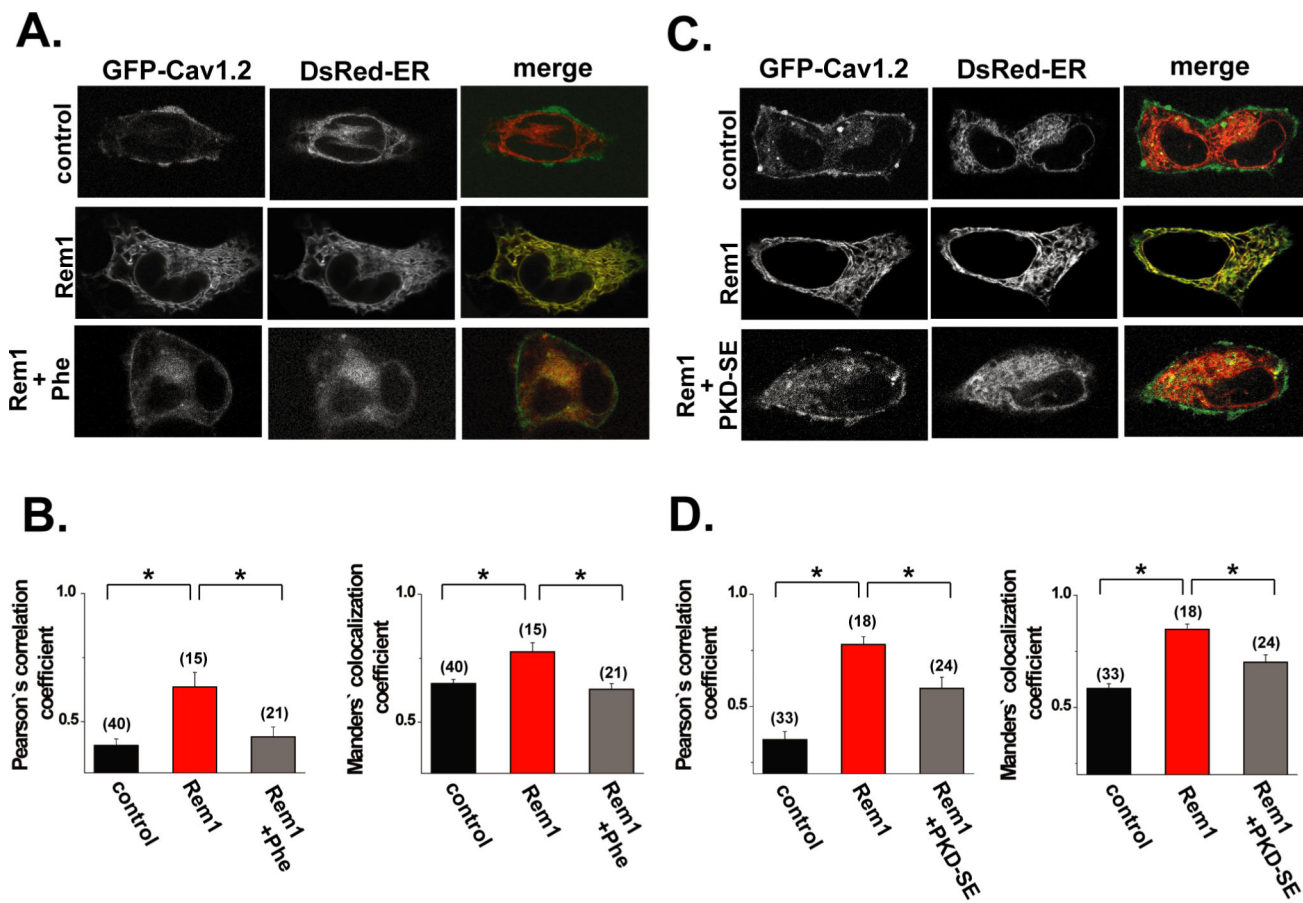 A.
GFP-Cav1.2 DsRed-ER merge
control
Rem1
Rem1
+
Phe
B.
Pearson`s correlation
coefficient
1.0
0.5
* *
(40) (15) (21)
control Rem1 Rem1
+Phe
Manders` colocalization
coefficient
1.0
0.5
* *
(40) (15) (21)
control Rem1 Rem1
+Phe
C.
GFP-Cav1.2 DsRed-ER merge
control
Rem1
Rem1
+
PKD-SE
D.
Pearson`s correlation
coefficient
1.0
0.5
* *
(33) (18) (24)
control Rem1 Rem1
+PKD-SE
Manders` colocalization
coefficient
1.0
0.5
* *
(33) (18) (24)
control Rem1 Rem1
+PKD-SE